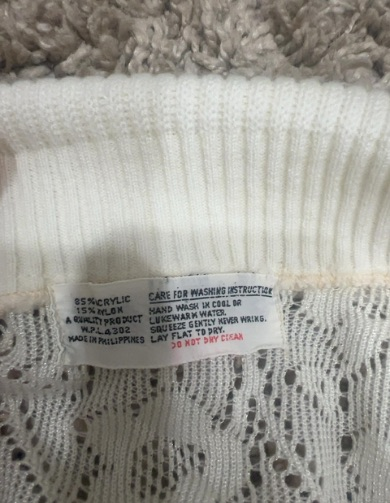 85% ACRYLIC
15% NYLON
A QUALITY PRODUCT
W.P.L. 4302
MADE IN PHILIPPINES
CARE FOR WASHING INSTRUCTION
HAND WASH IN COOL OR
LUKEWARM WATER.
SQUEEZE GENTLY NEVER WRING.
LAY FLAT TO DRY.
DO NOT DRY CLEAN